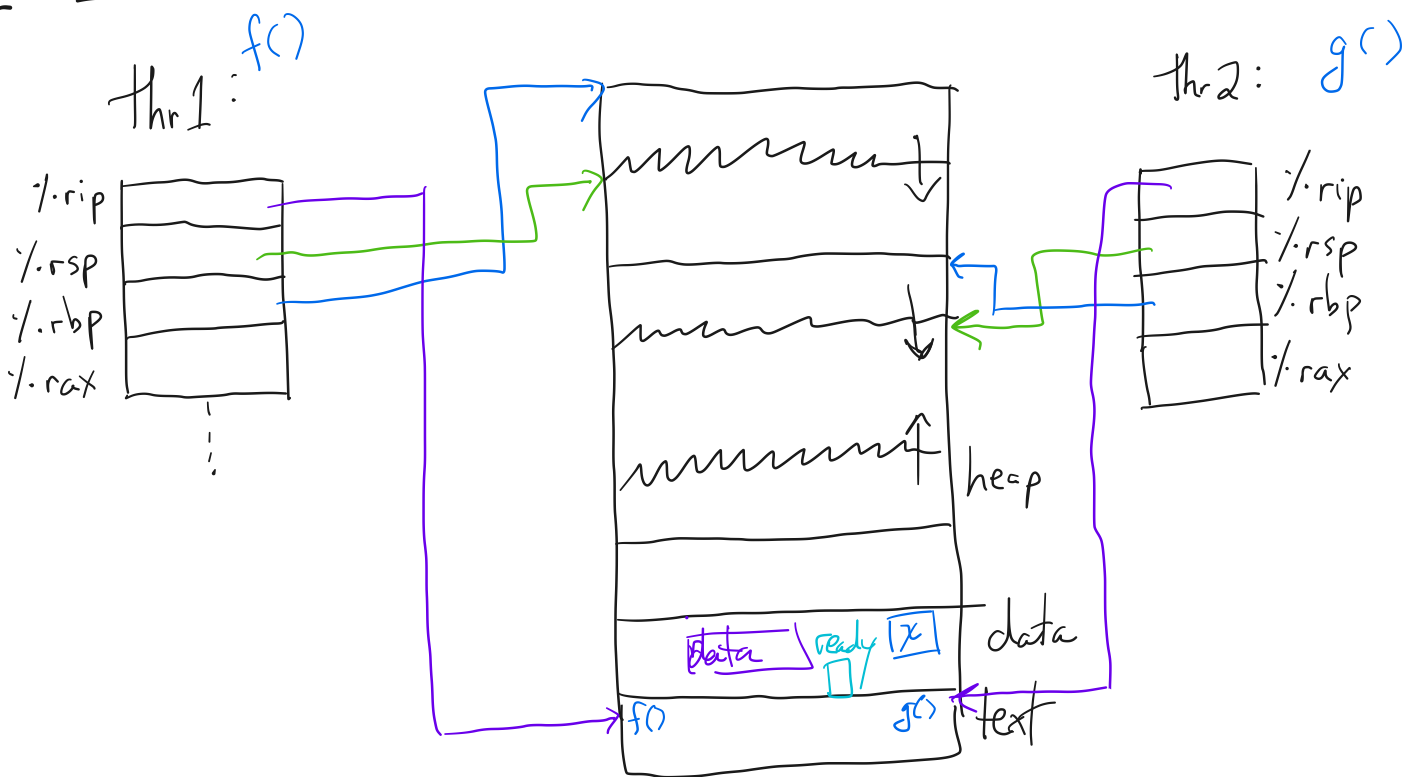 thr1: f()
%rip
%rsp
%rbp
%rax
thr2: g()
%rip
%rsp
%rbp
%rax
heap
data
data ready x
text
f() g()